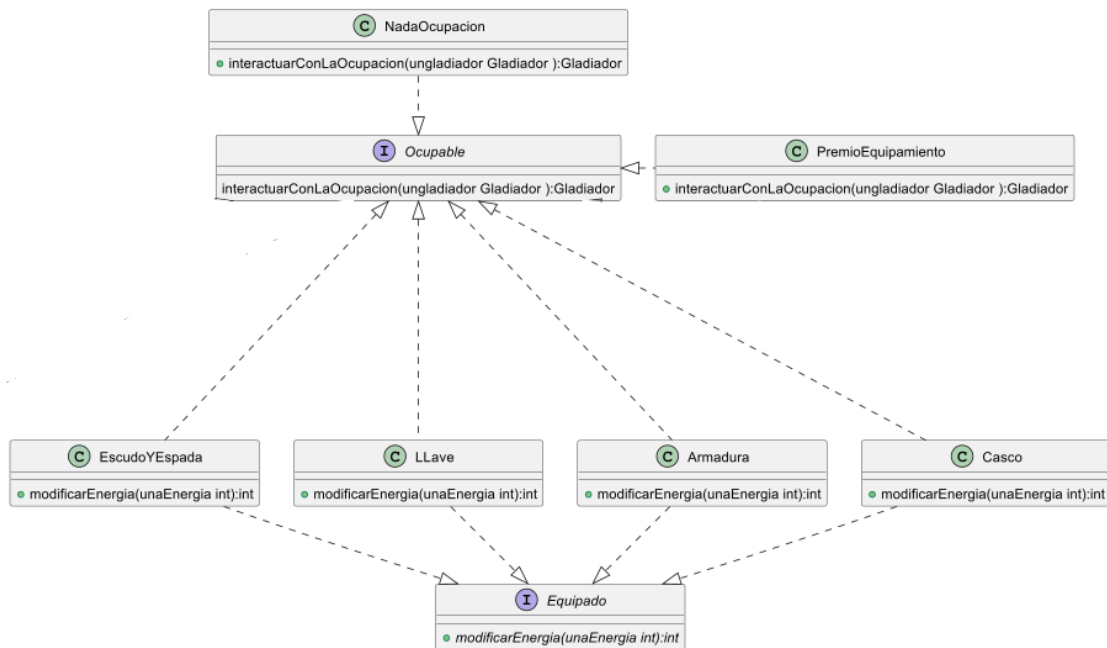 C NadaOcupacion
interactuarConLaOcupacion(ungladiador Gladiador ):Gladiador
I Ocupable
interactuarConLaOcupacion(ungladiador Gladiador ):Gladiador
C PremioEquipamiento
interactuarConLaOcupacion(ungladiador Gladiador ):Gladiador
C EscudoYEspada
modificarEnergia(unaEnergia int):int
C LLave
modificarEnergia(unaEnergia int):int
C Armadura
modificarEnergia(unaEnergia int):int
C Casco
modificarEnergia(unaEnergia int):int
I Equipado
modificarEnergia(unaEnergia int):int